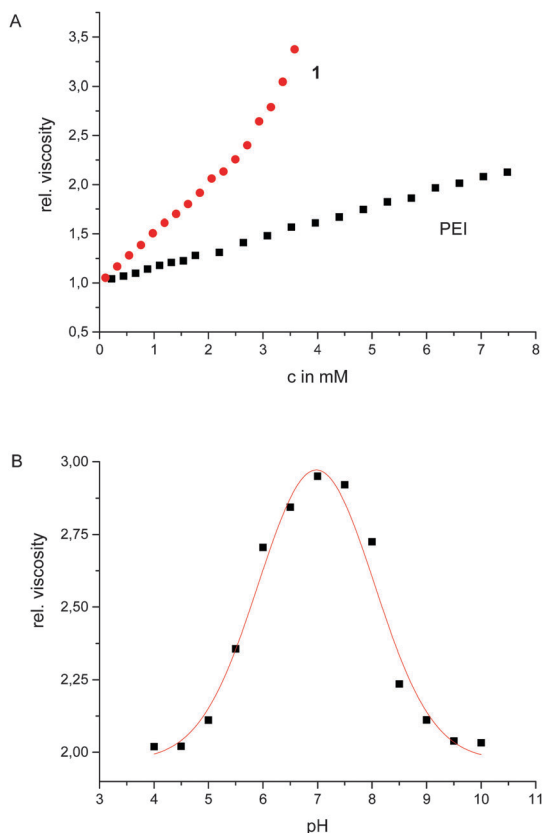 A
3,5
3,0
2,5
2,0
1,5
1,0
0,5
rel. viscosity
1
PEI
0 1 2 3 4 5 6 7 8
c in mM
B
3,00
2,75
2,50
2,25
2,00
rel. viscosity
3 4 5 6 7 8 9 10 11
pH